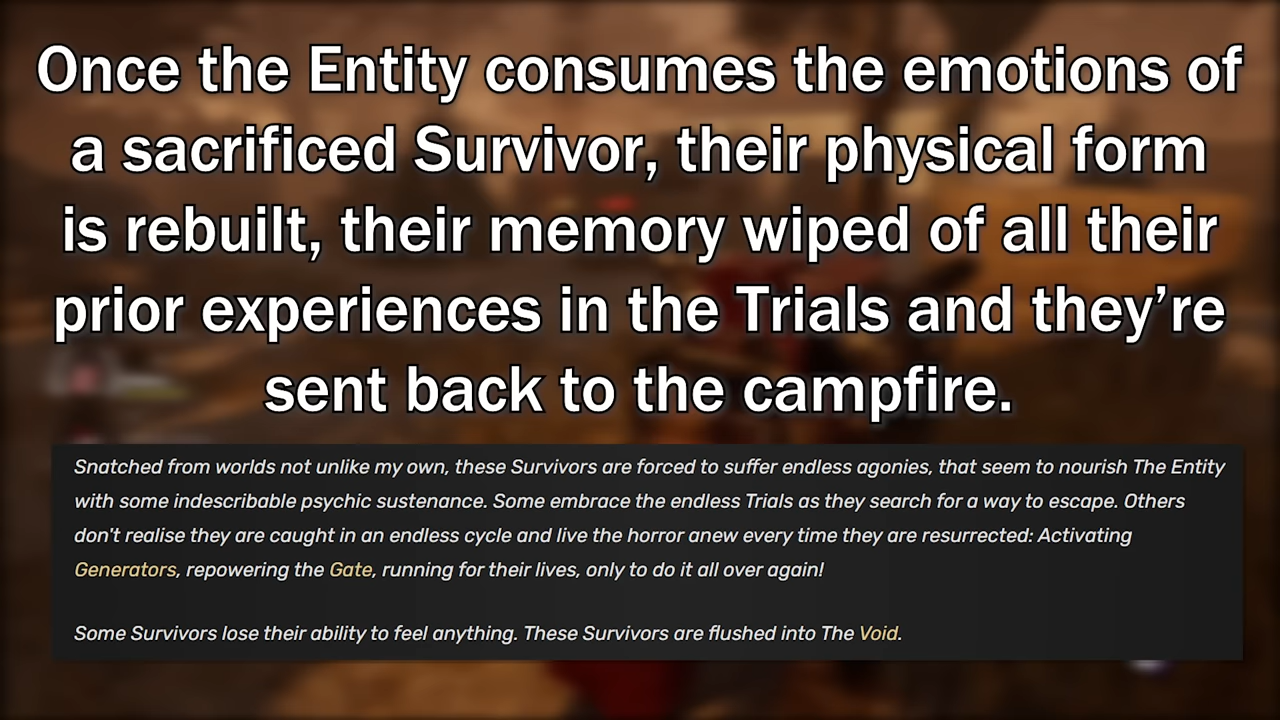 Once the Entity consumes the emotions of
a sacrificed Survivor, their physical form
is rebuilt, their memory wiped of all their
prior experiences in the Trials and they’re
sent back to the campfire.
Snatched from worlds not unlike my own, these Survivors are forced to suffer endless agonies, that seem to nourish The Entity
with some indescribable psychic sustenance. Some embrace the endless Trials as they search for a way to escape. Others
don't realise they are caught in an endless cycle and live the horror anew every time they are resurrected: Activating
Generators, repowering the Gate, running for their lives, only to do it all over again!
Some Survivors lose their ability to feel anything. These Survivors are flushed into The Void.